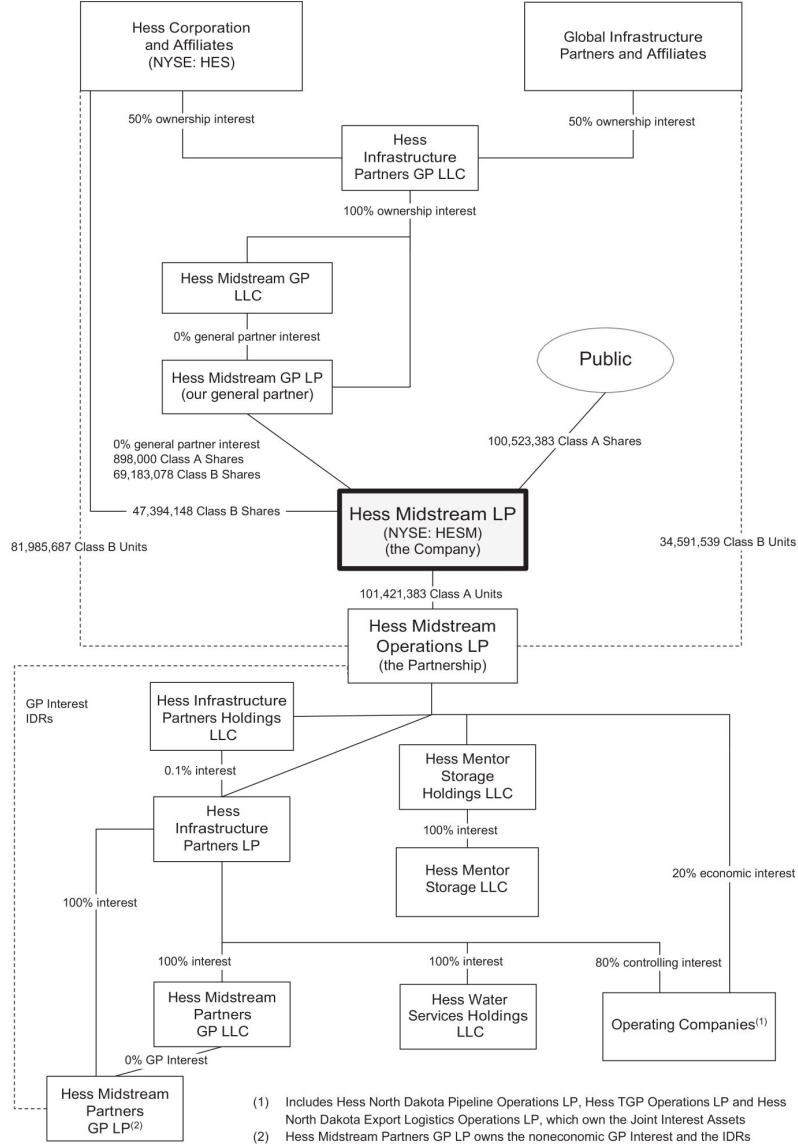 Hess Corporation
and Affiliates
(NYSE: HES)
Global Infrastructure
Partners and Affiliates
50% ownership interest
50% ownership interest
Hess
Infrastructure
Partners GP LLC
100% ownership interest
Hess Midstream GP
LLC
0% general partner interest
Hess Midstream GP LP
(our general partner)
Public
100,523,383 Class A Shares
0% general partner interest
898,000 Class A Shares
69,183,078 Class B Shares
47,394,148 Class B Shares
Hess Midstream LP
(NYSE: HESM)
(the Company)
81,985,687 Class B Units
34,591,539 Class B Units
101,421,383 Class A Units
Hess Midstream
Operations LP
(the Partnership)
GP Interest
IDRs
Hess Infrastructure
Partners Holdings
LLC
0.1% interest
Hess Mentor
Storage
Holdings LLC
Hess
Infrastructure
Partners LP
100% interest
Hess Mentor
Storage LLC
20% economic interest
100% interest
100% interest
100% interest
80% controlling interest
Hess Midstream
Partners
GP LLC
Hess Water
Services Holdings
LLC
Operating Companies(1)
0% GP Interest
Hess Midstream
Partners
GP LP(2)
(1) Includes Hess North Dakota Pipeline Operations LP, Hess TGP Operations LP and Hess
North Dakota Export Logistics Operations LP, which own the Joint Interest Assets
(2) Hess Midstream Partners GP LP owns the noneconomic GP Interest and the IDRs